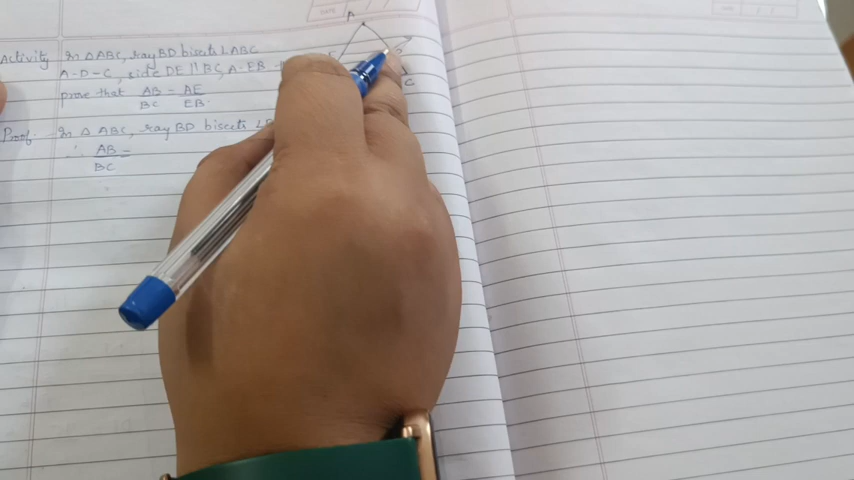 Activity In △ABC, ray BD bisects ∠ABC
A-D-C, side DE || BC, A-E-B
prove that AB/BC = AE/EB.
Proof - In △ABC, ray BD bisects
∴ AB/BC =
A
E
D
C